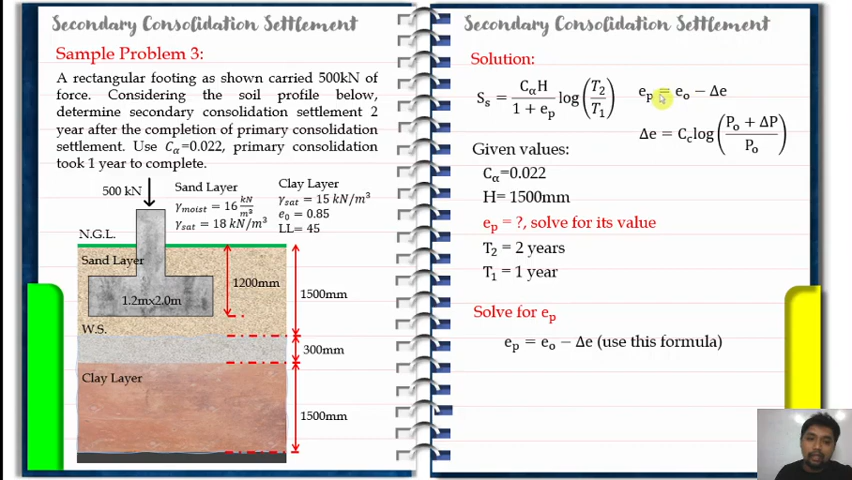 Secondary Consolidation Settlement
Sample Problem 3:
A rectangular footing as shown carried 500kN of
force. Considering the soil profile below,
determine secondary consolidation settlement 2
year after the completion of primary consolidation
settlement. Use Cα=0.022, primary consolidation
took 1 year to complete.
500 kN
Sand Layer
γmoist = 16 kN/m³
γsat = 18 kN/m³
Clay Layer
γsat = 15 kN/m³
e₀ = 0.85
LL= 45
N.G.L.
Sand Layer
1.2mx2.0m
1200mm
1500mm
W.S.
300mm
Clay Layer
1500mm
Secondary Consolidation Settlement
Solution:
Sₛ = CαH / (1 + eₚ) log(T₂/T₁)
eₚ = eₒ − Δe
Δe = C꜀log((Pₒ + ΔP)/Pₒ)
Given values:
Cα=0.022
H= 1500mm
eₚ = ?, solve for its value
T₂ = 2 years
T₁ = 1 year
Solve for eₚ
eₚ = eₒ − Δe (use this formula)